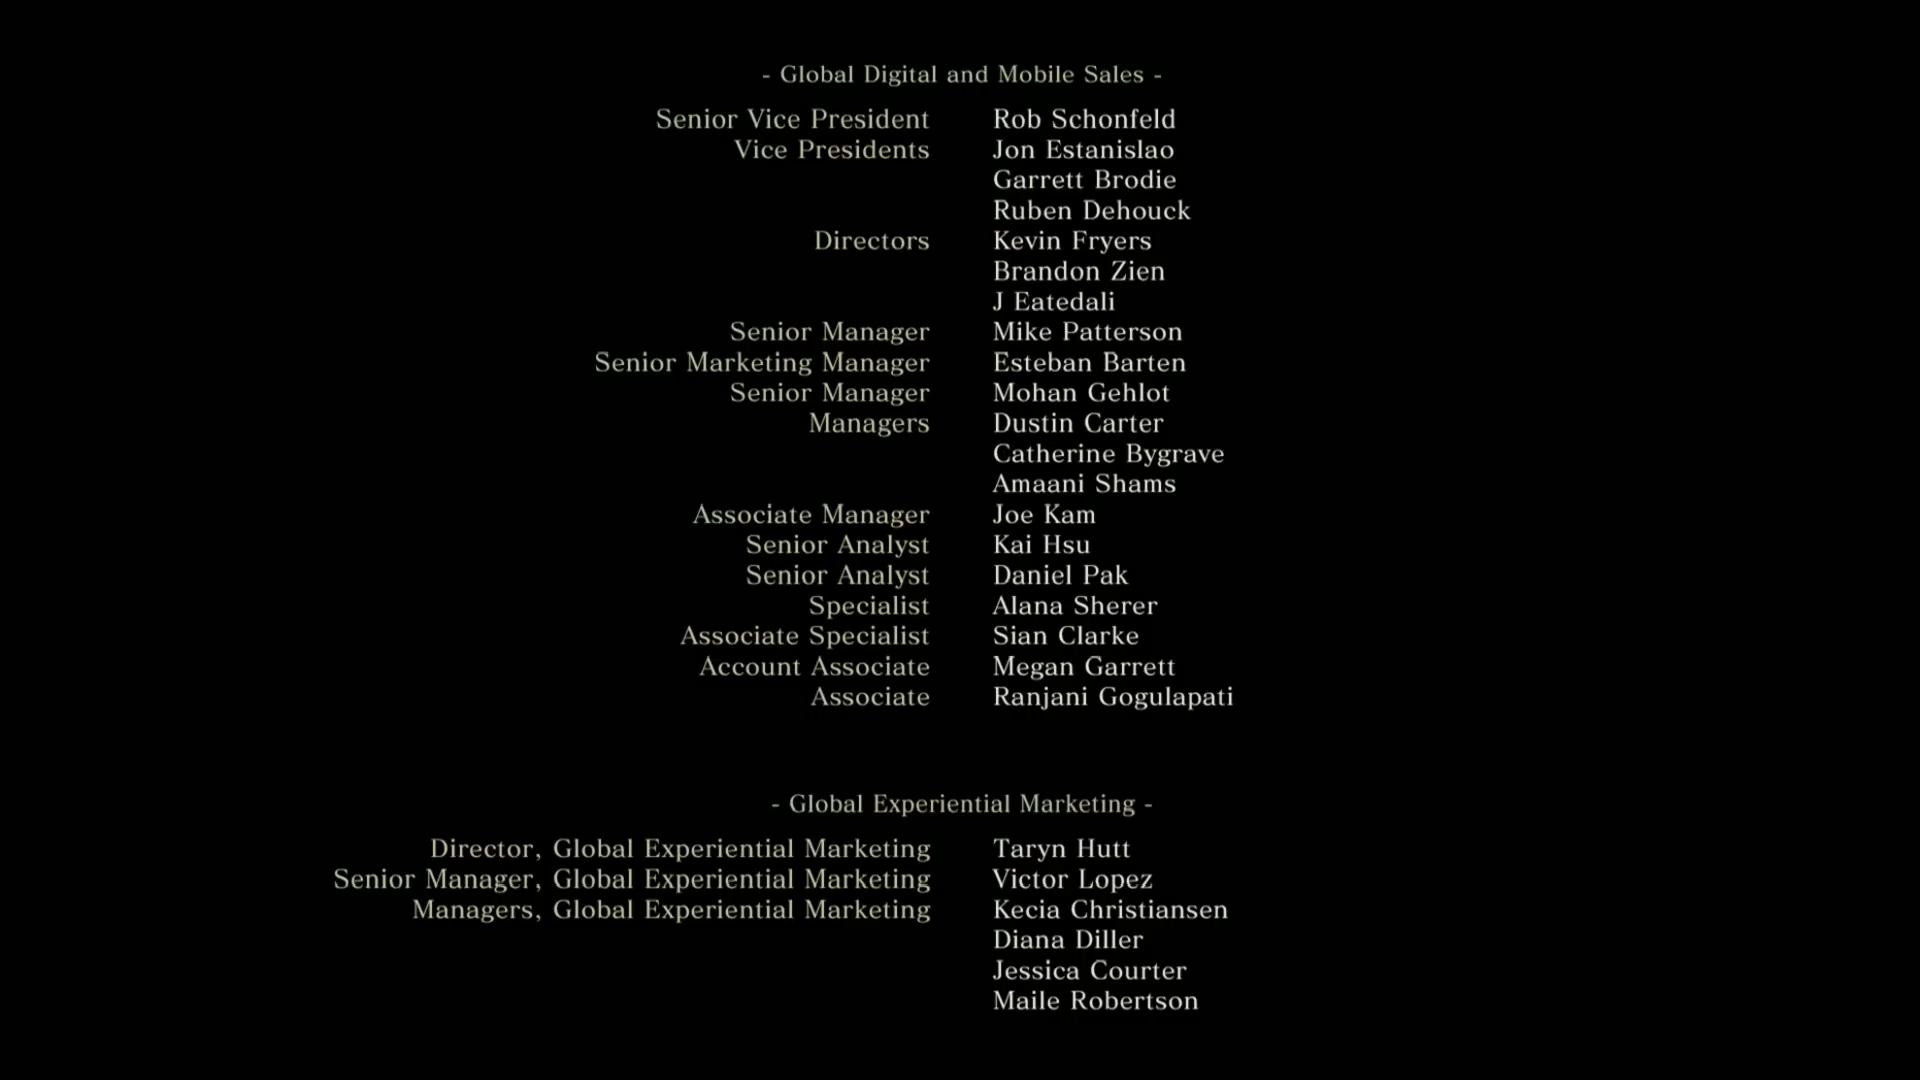 - Global Digital and Mobile Sales -
Senior Vice President Rob Schonfeld
Vice Presidents Jon Estanislao
Garrett Brodie
Ruben Dehouck
Directors Kevin Fryers
Brandon Zien
J Eatedali
Senior Manager Mike Patterson
Senior Marketing Manager Esteban Barten
Senior Manager Mohan Gehlot
Managers Dustin Carter
Catherine Bygrave
Amaani Shams
Associate Manager Joe Kam
Senior Analyst Kai Hsu
Senior Analyst Daniel Pak
Specialist Alana Sherer
Associate Specialist Sian Clarke
Account Associate Megan Garrett
Associate Ranjani Gogulapati
- Global Experiential Marketing -
Director, Global Experiential Marketing Taryn Hutt
Senior Manager, Global Experiential Marketing Victor Lopez
Managers, Global Experiential Marketing Kecia Christiansen
Diana Diller
Jessica Courter
Maile Robertson